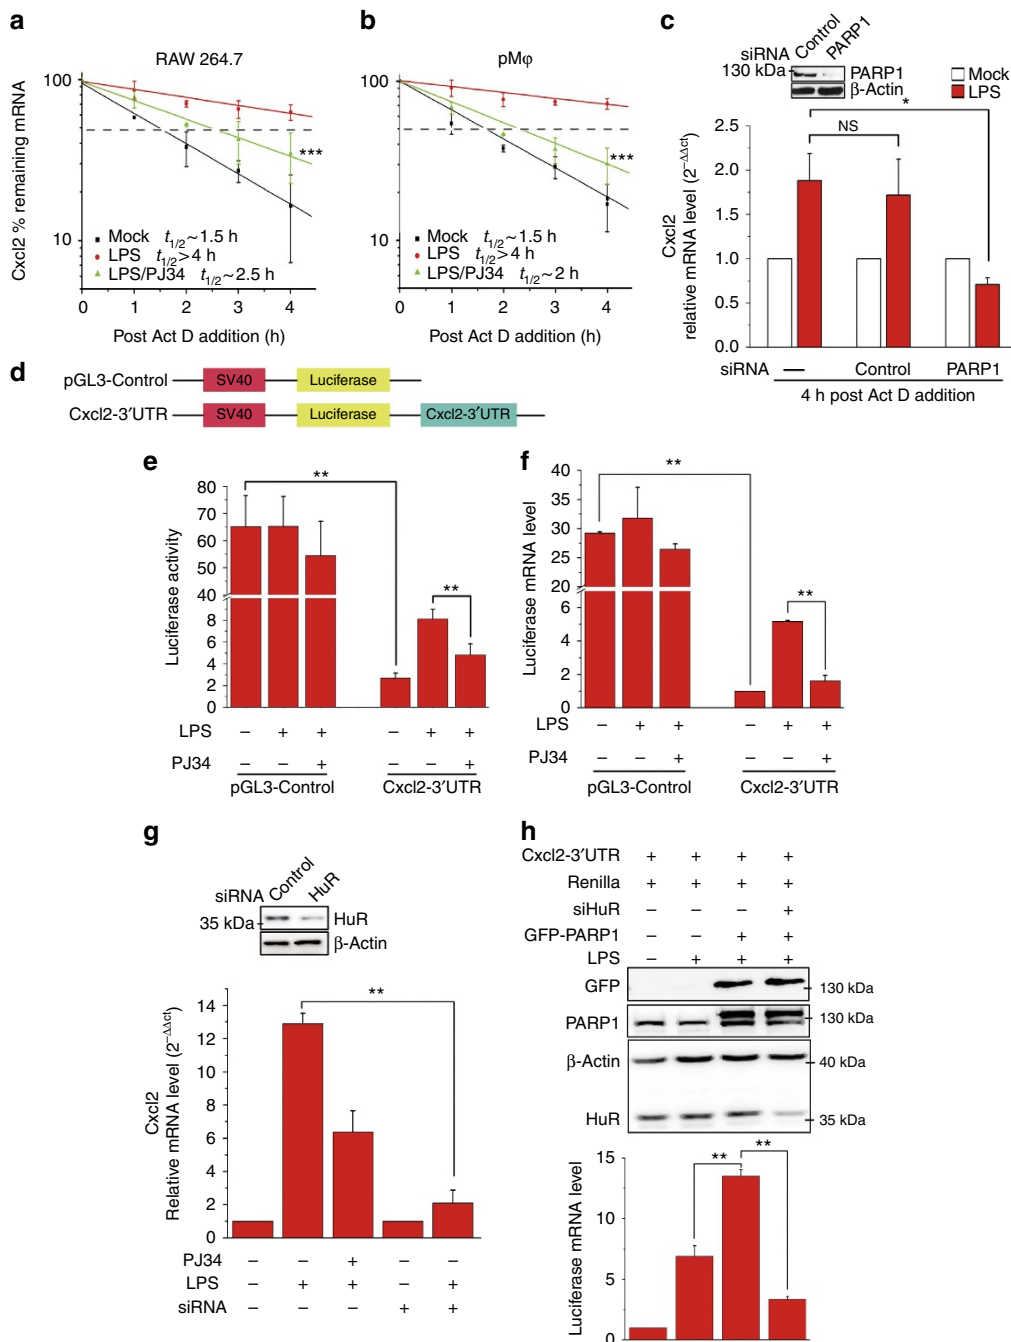 a
RAW 264.7
Cxcl2 % remaining mRNA
100
10
Mock t1/2~1.5 h
LPS t1/2>4 h
LPS/PJ34 t1/2~2.5 h
***
0 1 2 3 4
Post Act D addition (h)
b
pMφ
100
10
Mock t1/2~1.5 h
LPS t1/2>4 h
LPS/PJ34 t1/2~2 h
***
0 1 2 3 4
Post Act D addition (h)
c
siRNA Control PARP1
130 kDa
PARP1
β-Actin
Mock
LPS
*
NS
Cxcl2
relative mRNA level (2−ΔΔct)
2.5
2.0
1.5
1.0
0.5
0.0
siRNA — Control PARP1
4 h post Act D addition
d
pGL3-Control SV40 Luciferase
Cxcl2-3′UTR SV40 Luciferase Cxcl2-3′UTR
e
Luciferase activity
80
70
60
50
40
8
6
4
2
0
**
**
LPS − + + − + +
PJ34 − − + − − +
pGL3-Control Cxcl2-3′UTR
f
Luciferase mRNA level
40
35
30
25
20
6
4
2
0
**
**
LPS − + + − + +
PJ34 − − + − − +
pGL3-Control Cxcl2-3′UTR
g
siRNA Control HuR
35 kDa
HuR
β-Actin
Cxcl2
Relative mRNA level (2−ΔΔct)
14
12
10
8
6
4
2
0
**
PJ34 − − + − −
LPS − + + − +
siRNA − − − + +
h
Cxcl2-3′UTR + + + +
Renilla + + + +
siHuR − − − +
GFP-PARP1 − − + +
LPS − + + +
GFP
130 kDa
PARP1
130 kDa
β-Actin
40 kDa
HuR
35 kDa
Luciferase mRNA level
15
10
5
0
**
**